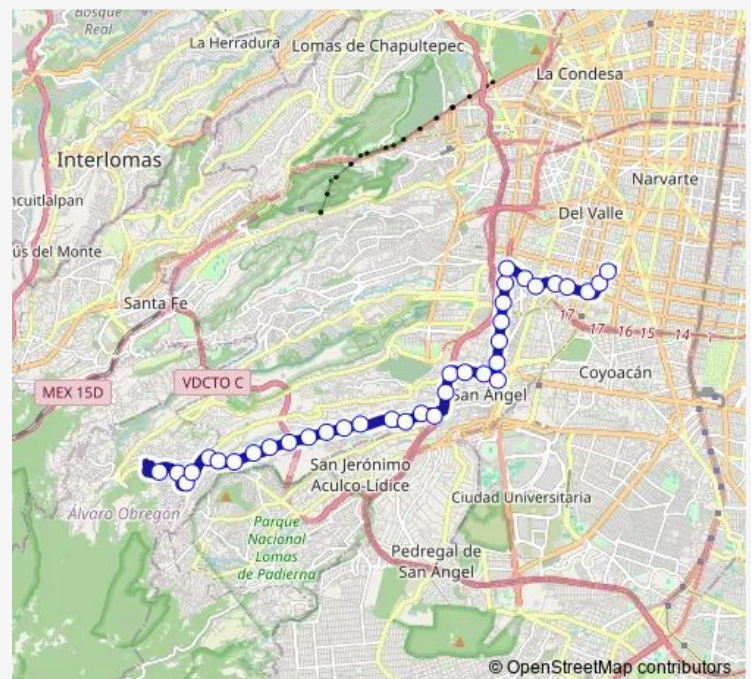 Bosque
Real
La Herradura
Lomas de Chapultepec
La Condesa
Interlomas
Narvarte
ncuitlalpan
Del Valle
ús del Monte
Santa Fe
17
17
16
15
14
1
Coyoacán
MEX 15D
VDCTO C
San Ángel
San Jerónimo
Aculco-Lídice
Ciudad Universitaria
Álvaro Obregón
Parque
Nacional
Lomas
de Padierna
Pedregal de
San Ángel
© OpenStreetMap contributors